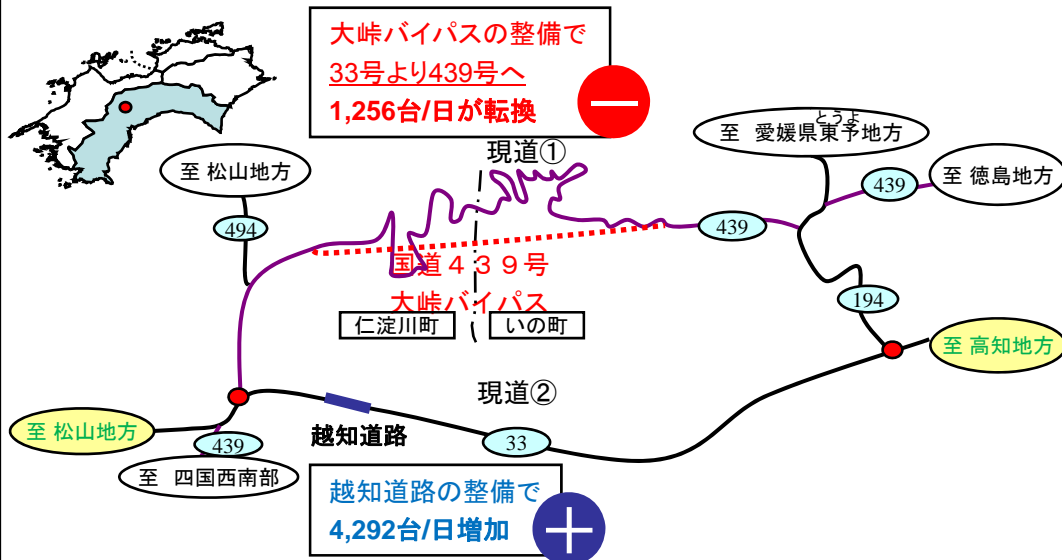 大峠バイパスの整備で
33号より439号へ
1,256台/日が転換
現道①
至 愛媛県東予地方
とうよ
至 松山地方
439
至 徳島地方
494
439
国道４３９号
大峠バイパス
仁淀川町
いの町
194
至 高知地方
現道②
至 松山地方
439
越知道路
33
至 四国西南部
越知道路の整備で
4,292台/日増加